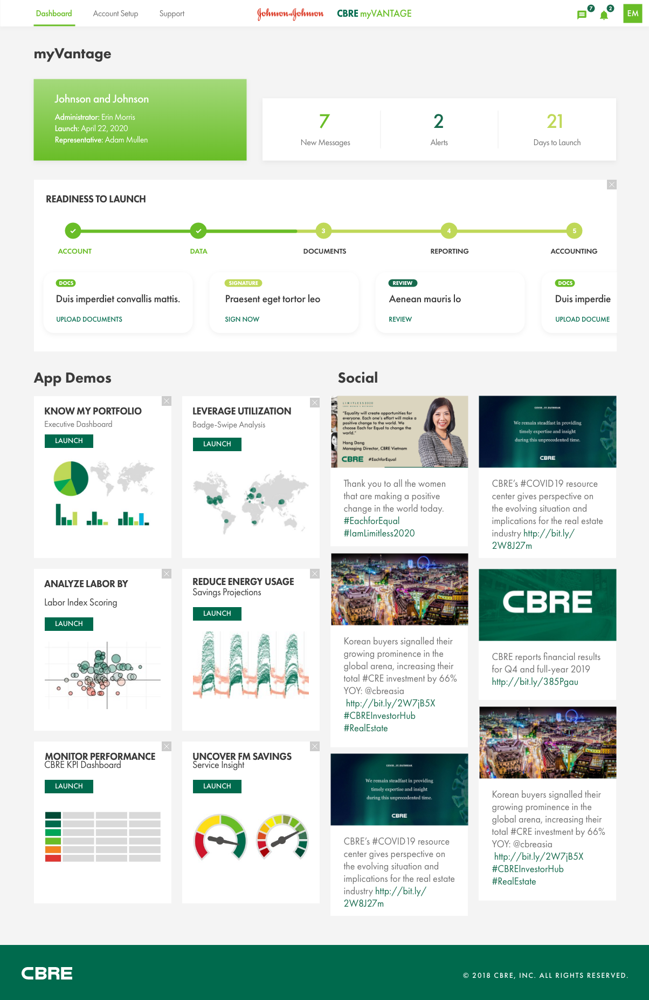 Dashboard
Account Setup
Support
Johnson & Johnson
CBRE myVANTAGE
7
2
EM
myVantage
Johnson and Johnson
Administrator: Erin Morris
Launch: April 22, 2020
Representative: Adam Mullen
7
New Messages
2
Alerts
21
Days to Launch
READINESS TO LAUNCH
3
4
5
ACCOUNT
DATA
DOCUMENTS
REPORTING
ACCOUNTING
DOCS
Duis imperdiet convallis mattis.
UPLOAD DOCUMENTS
SIGNATURE
Praesent eget tortor leo
SIGN NOW
REVIEW
Aenean mauris lo
REVIEW
DOCS
Duis imperdie
UPLOAD DOCUME
App Demos
KNOW MY PORTFOLIO
Executive Dashboard
LAUNCH
LEVERAGE UTILIZATION
Badge-Swipe Analysis
LAUNCH
ANALYZE LABOR BY
Labor Index Scoring
LAUNCH
REDUCE ENERGY USAGE
Savings Projections
LAUNCH
MONITOR PERFORMANCE
CBRE KPI Dashboard
LAUNCH
UNCOVER FM SAVINGS
Service Insight
LAUNCH
Social
LIMITLESS2020
CBRE WOMEN'S NETWORK
"Equality will create opportunities for
everyone. Each one's effort will make a
positive change to the world. We
choose Each for Equal to change the
world."
Hang Dang
Managing Director, CBRE Vietnam
CBRE #EachforEqual
Thank you to all the women
that are making a positive
change in the world today.
#EachforEqual
#IamLimitless2020
Korean buyers signalled their
growing prominence in the
global arena, increasing their
total #CRE investment by 66%
YOY: @cbreasia
http://bit.ly/2W7jB5X
#CBREInvestorHub
#RealEstate
COVID-19 OUTBREAK
We remain steadfast in providing
timely expertise and insight
during this unprecedented time.
CBRE
CBRE's #COVID19 resource
center gives perspective on
the evolving situation and
implications for the real estate
industry http://bit.ly/
2W8J27m
COVID-19 OUTBREAK
We remain steadfast in providing
timely expertise and insight
during this unprecedented time.
CBRE
CBRE's #COVID19 resource
center gives perspective on
the evolving situation and
implications for the real estate
industry http://bit.ly/
2W8J27m
CBRE
CBRE reports financial results
for Q4 and full-year 2019
http://bit.ly/385Pgau
Korean buyers signalled their
growing prominence in the
global arena, increasing their
total #CRE investment by 66%
YOY: @cbreasia
http://bit.ly/2W7jB5X
#CBREInvestorHub
#RealEstate
CBRE
© 2018 CBRE, INC. ALL RIGHTS RESERVED.